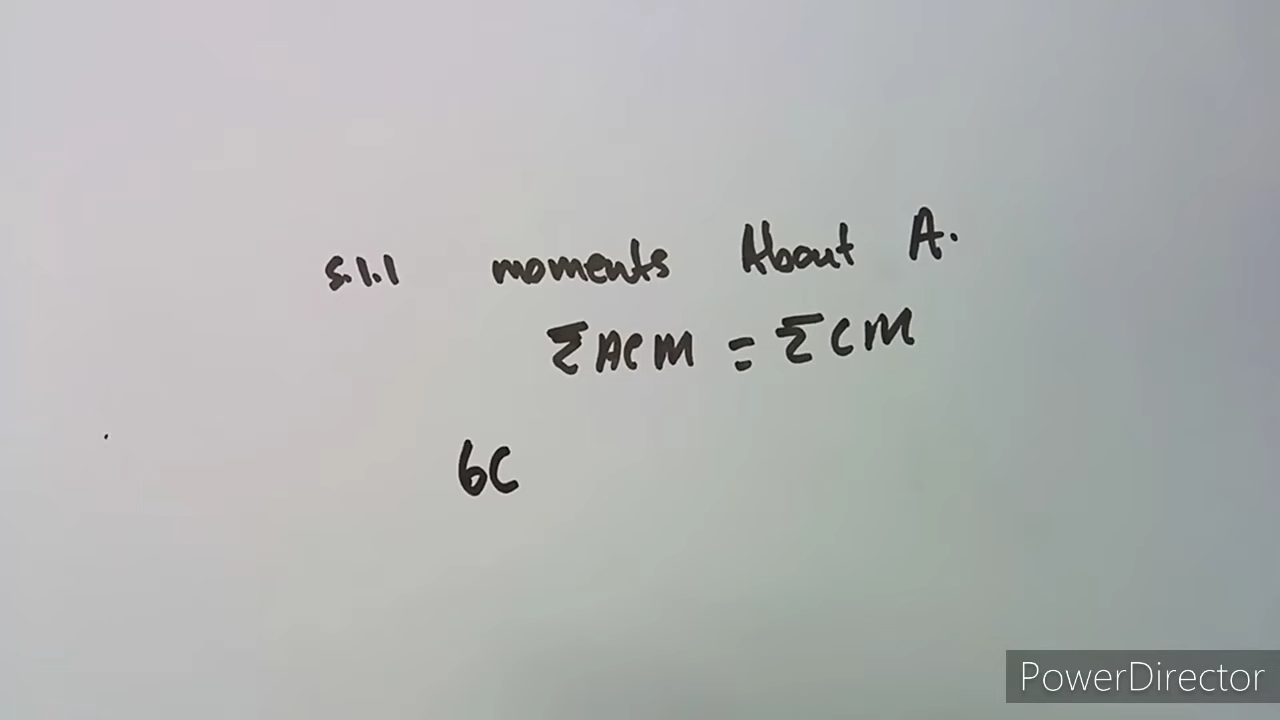 5.1.1 moments About A.
ΣACM = ΣCM
6C
PowerDirector